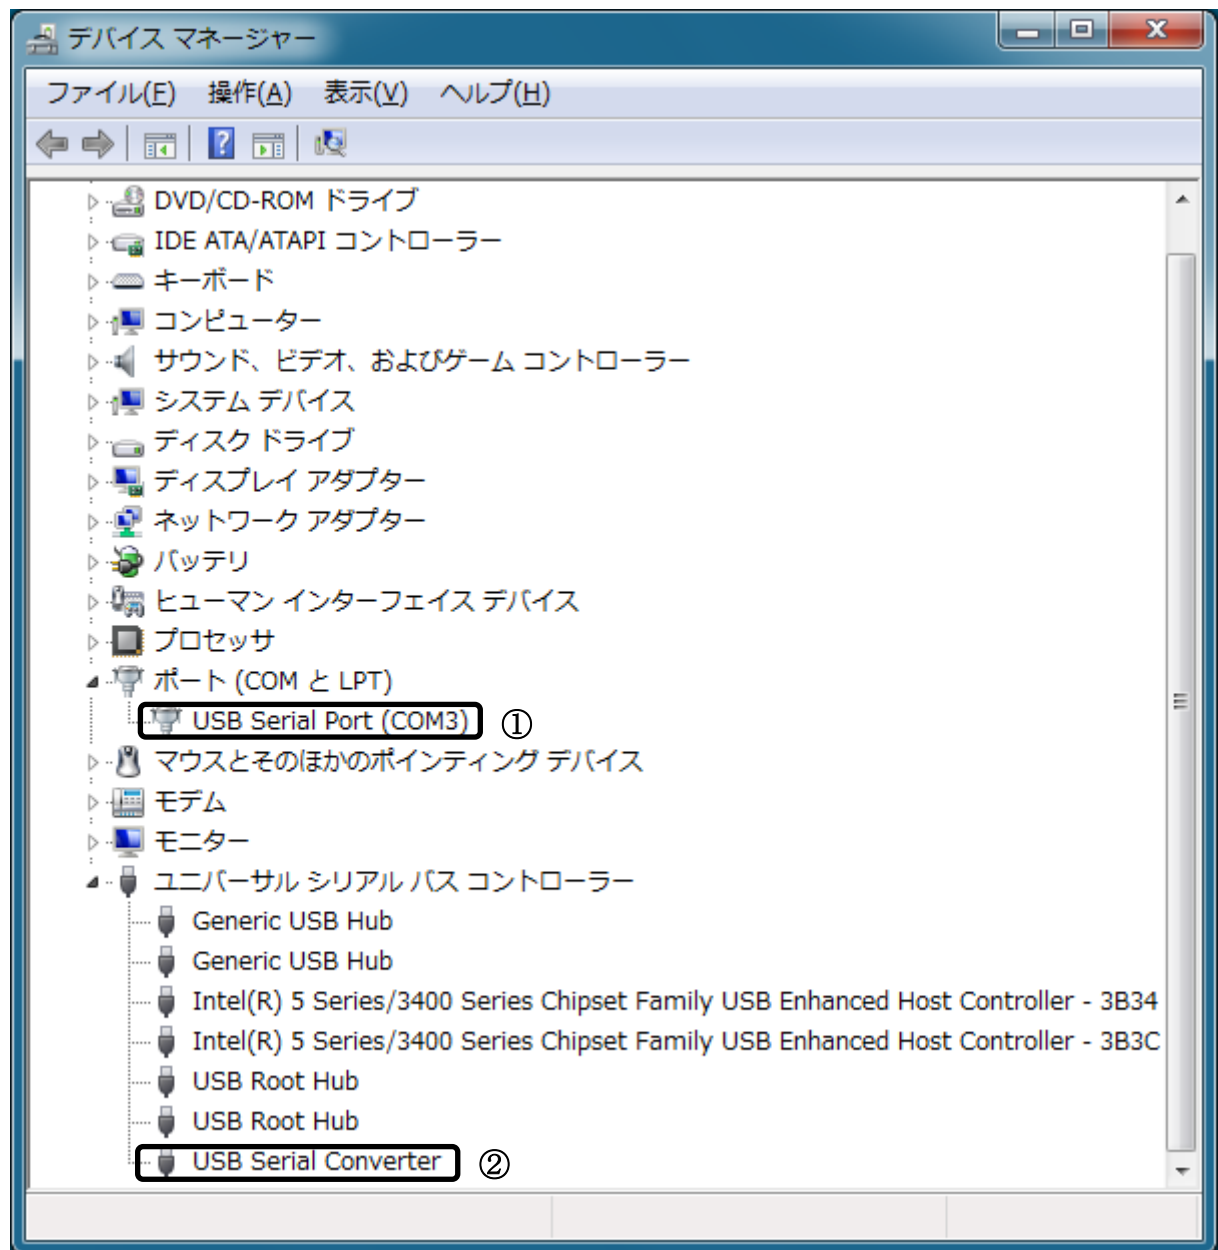 デバイス マネージャー
ファイル(F) 操作(A) 表示(V) ヘルプ(H)
DVD/CD-ROM ドライブ
IDE ATA/ATAPI コントローラー
キーボード
コンピューター
サウンド、ビデオ、およびゲーム コントローラー
システム デバイス
ディスク ドライブ
ディスプレイ アダプター
ネットワーク アダプター
バッテリ
ヒューマン インターフェイス デバイス
プロセッサ
ポート (COM と LPT)
USB Serial Port (COM3) ①
マウスとそのほかのポインティング デバイス
モデム
モニター
ユニバーサル シリアル バス コントローラー
Generic USB Hub
Generic USB Hub
Intel(R) 5 Series/3400 Series Chipset Family USB Enhanced Host Controller - 3B34
Intel(R) 5 Series/3400 Series Chipset Family USB Enhanced Host Controller - 3B3C
USB Root Hub
USB Root Hub
USB Serial Converter ②